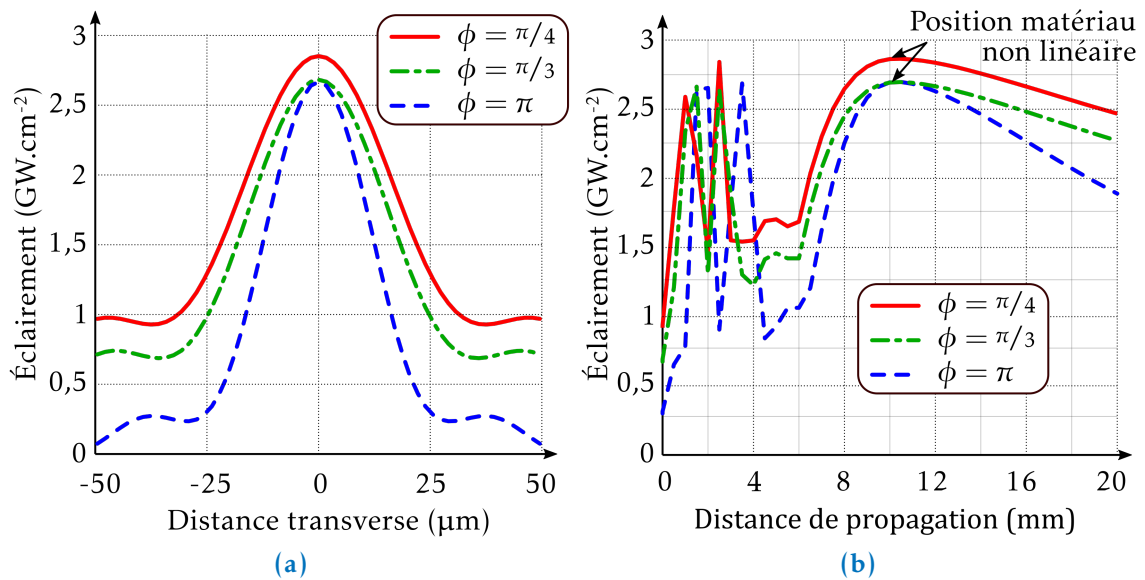 3
2,5
2
1,5
1
0,5
0
-50
-25
0
25
50
Éclairement (GW.cm⁻²)
Distance transverse (μm)
ϕ = π/4
ϕ = π/3
ϕ = π
(a)
Position matériau
non linéaire
3
2,5
2
1,5
1
0,5
0
0
4
8
12
16
20
Éclairement (GW.cm⁻²)
Distance de propagation (mm)
ϕ = π/4
ϕ = π/3
ϕ = π
(b)